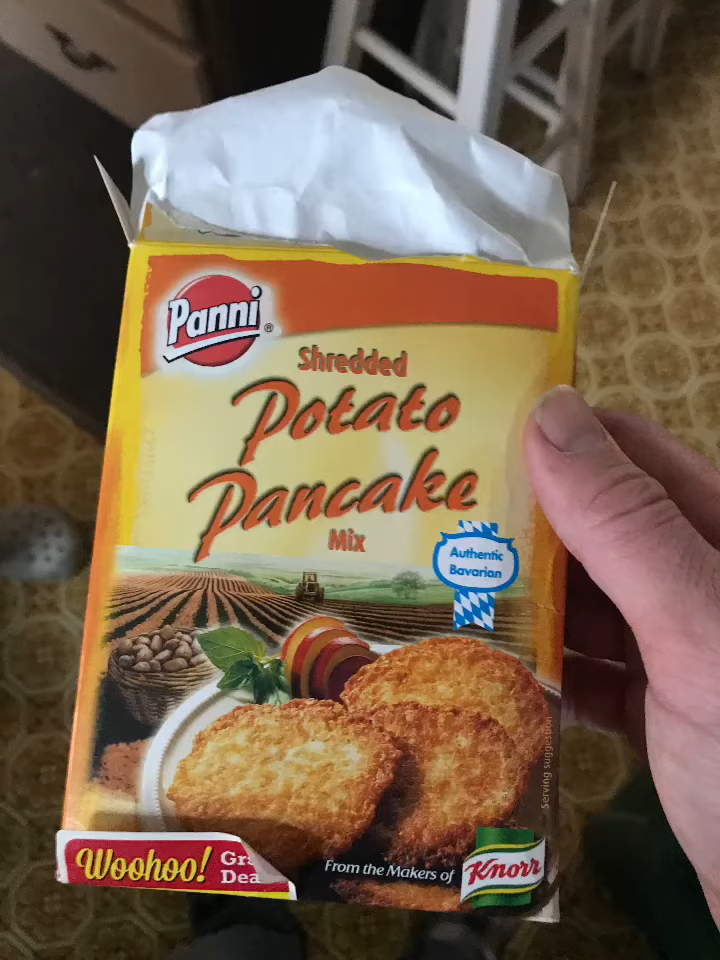 Panni®
Shredded
Potato
Pancake
Mix
Authentic
Bavarian
Serving suggestion
Woohoo!
From the Makers of Knorr